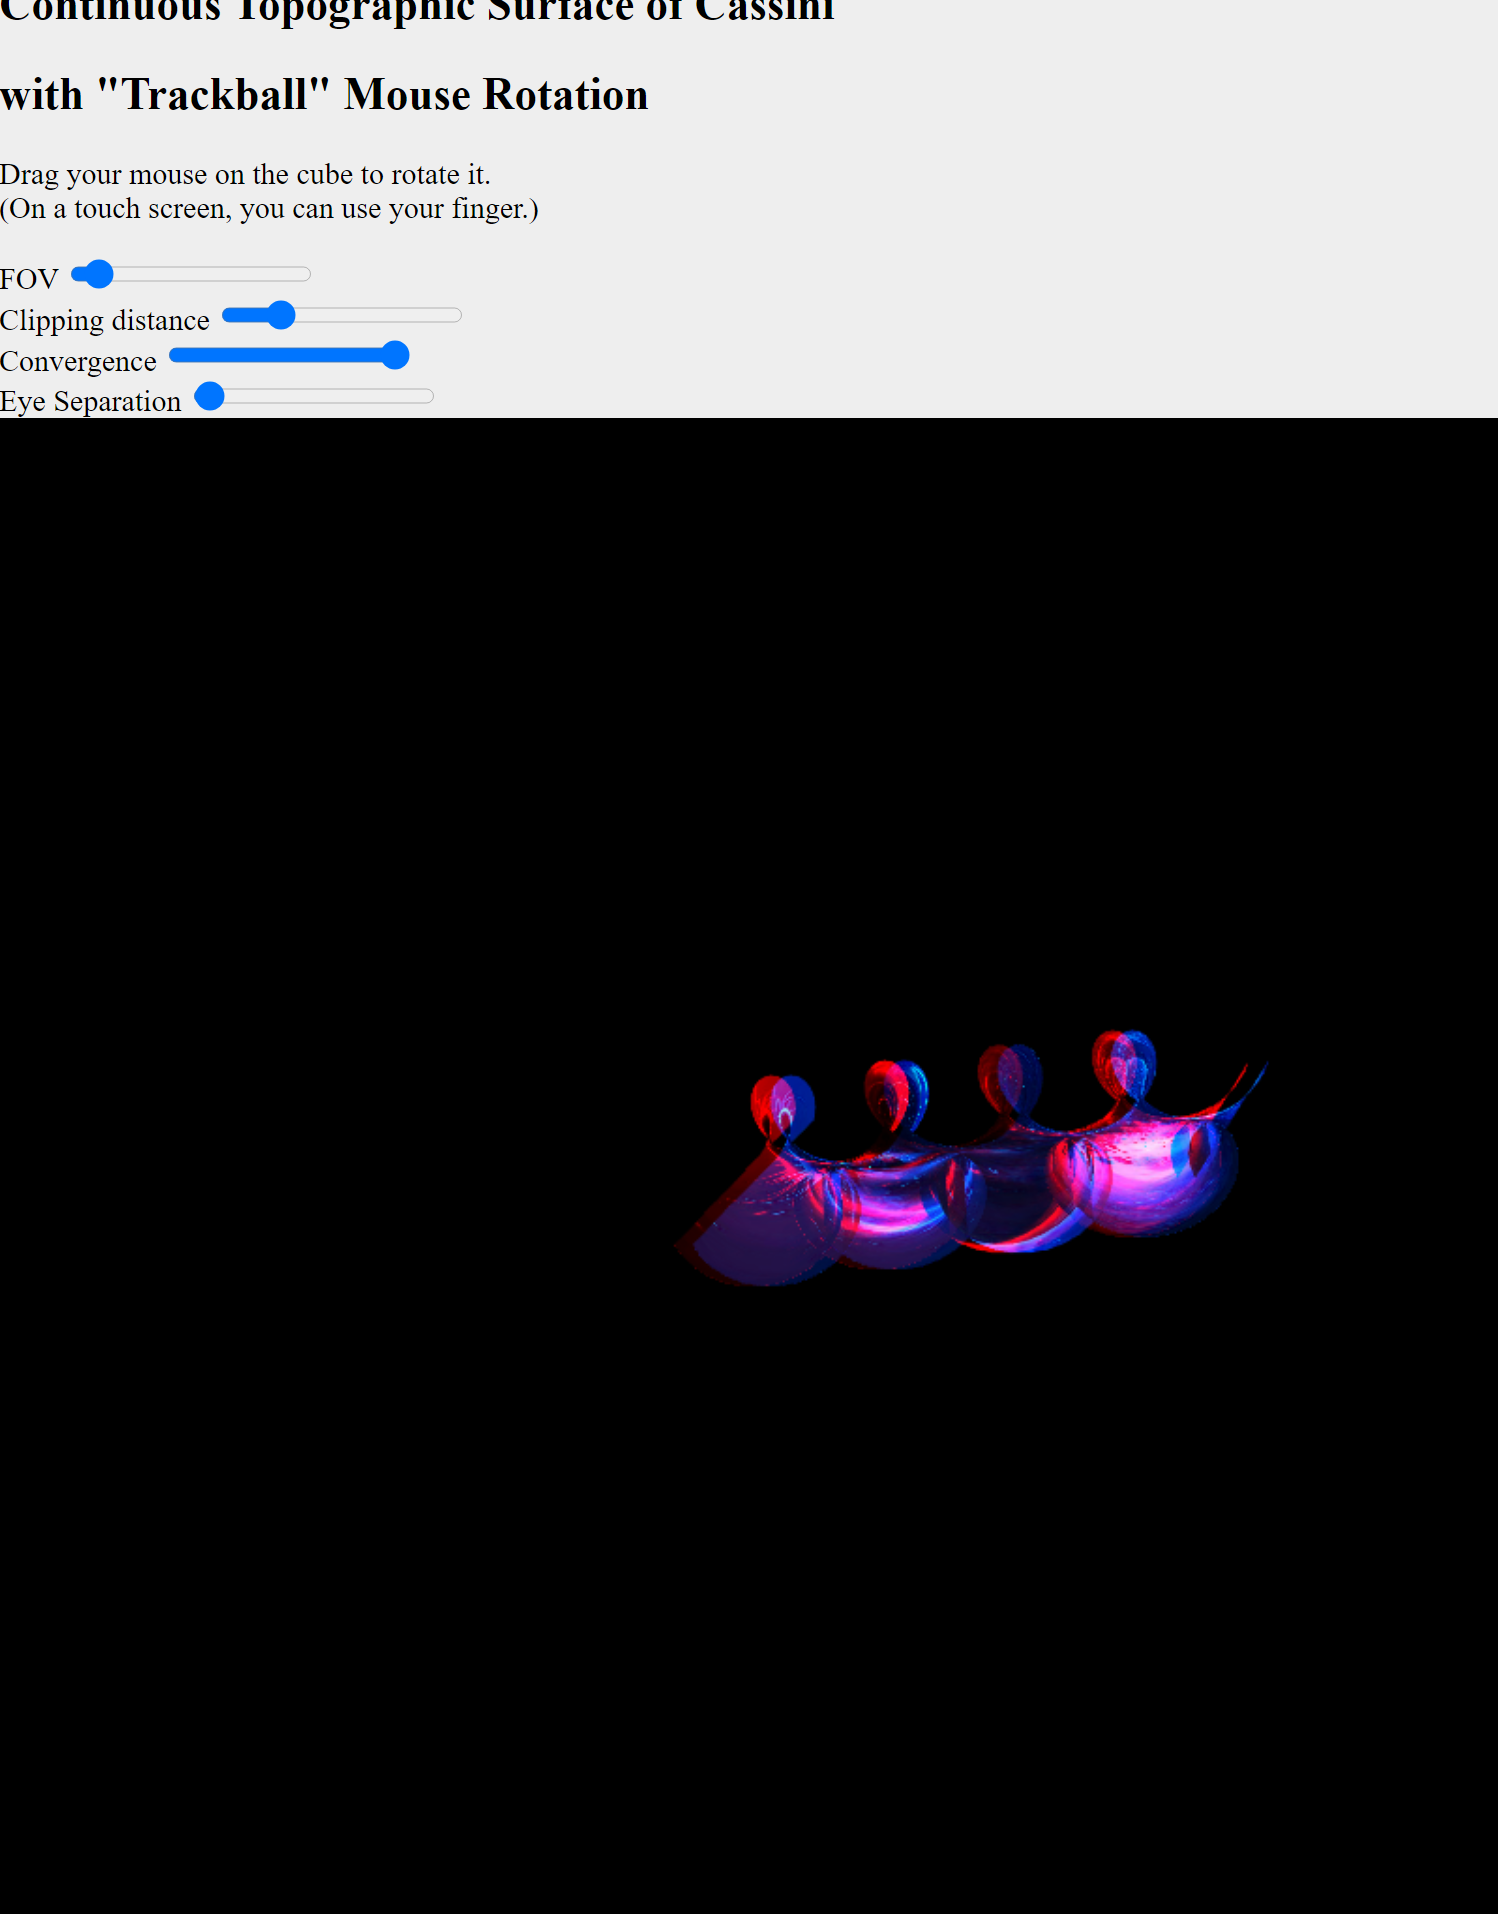 Continuous Topographic Surface of Cassini
with "Trackball" Mouse Rotation
Drag your mouse on the cube to rotate it.
(On a touch screen, you can use your finger.)
FOV
Clipping distance
Convergence
Eye Separation